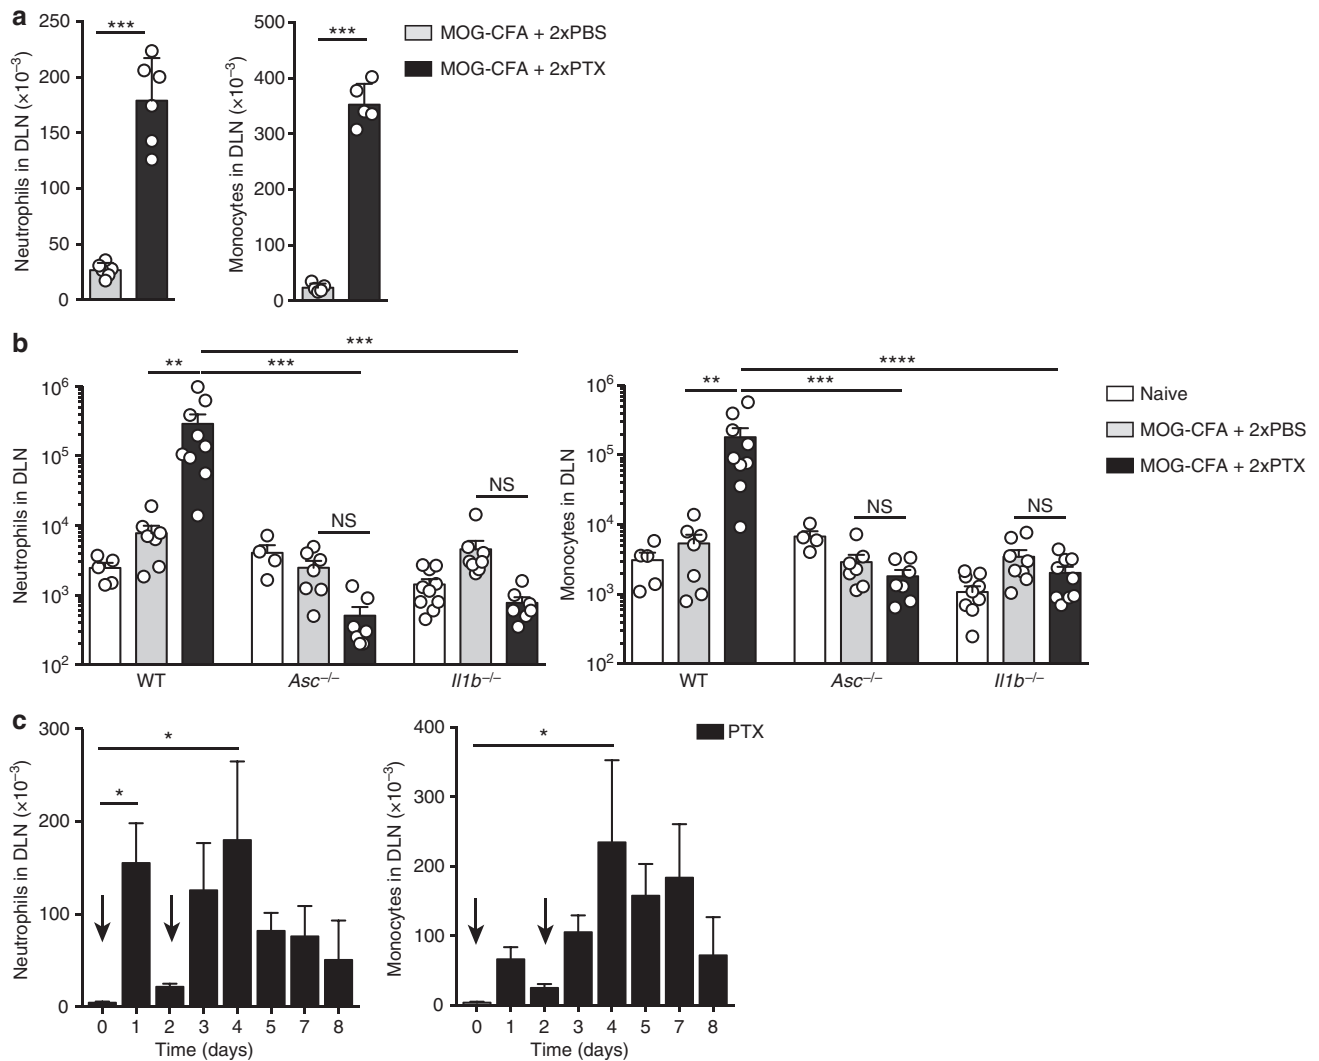 a
Neutrophils in DLN (×10⁻³)
250
200
150
100
50
0
***
Monocytes in DLN (×10⁻³)
500
400
300
200
100
0
***
MOG-CFA + 2xPBS
MOG-CFA + 2xPTX
b
Neutrophils in DLN
10⁶
10⁵
10⁴
10³
10²
**
***
***
NS
NS
WT
Asc⁻/⁻
Il1b⁻/⁻
Monocytes in DLN
10⁶
10⁵
10⁴
10³
10²
**
***
****
NS
NS
WT
Asc⁻/⁻
Il1b⁻/⁻
Naive
MOG-CFA + 2xPBS
MOG-CFA + 2xPTX
c
Neutrophils in DLN (×10⁻³)
300
200
100
0
*
*
0 1 2 3 4 5 7 8
Time (days)
Monocytes in DLN (×10⁻³)
400
300
200
100
0
*
0 1 2 3 4 5 7 8
Time (days)
PTX